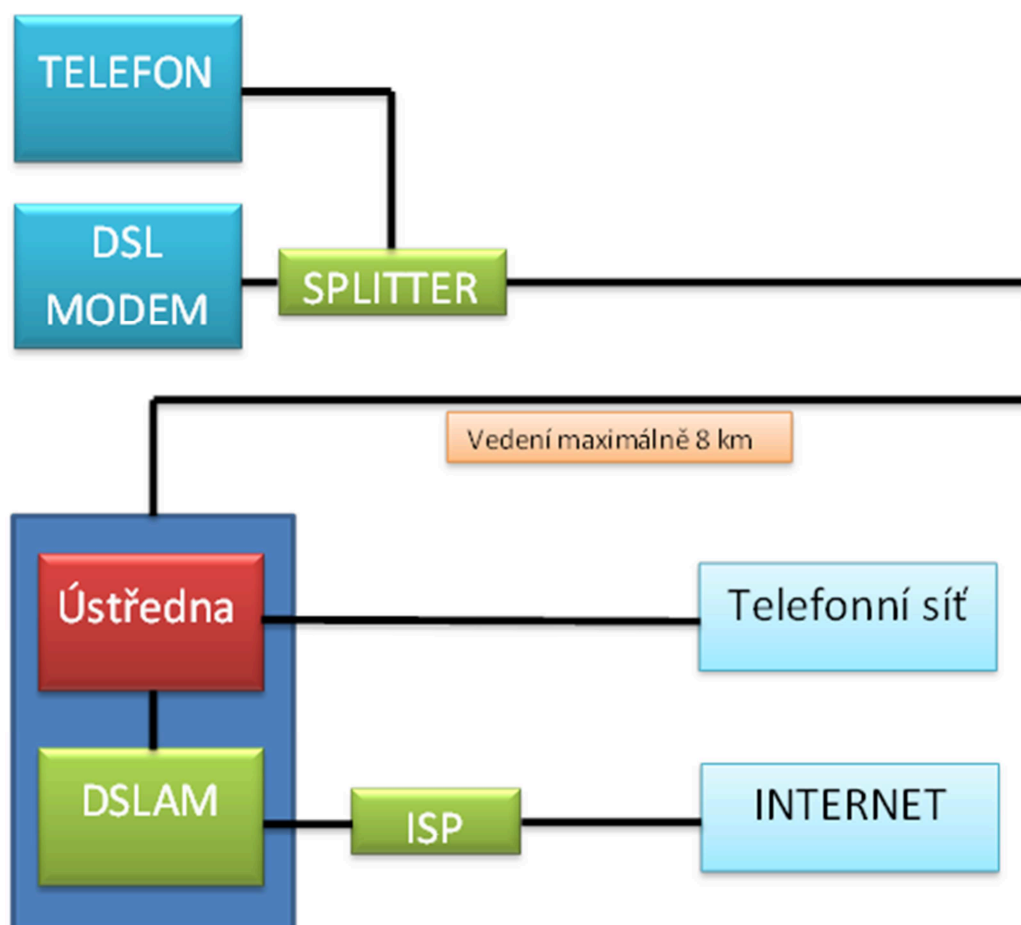 TELEFON
DSL
MODEM
SPLITTER
Vedení maximálně 8 km
Ústředna
Telefonní síť
DSLAM
ISP
INTERNET